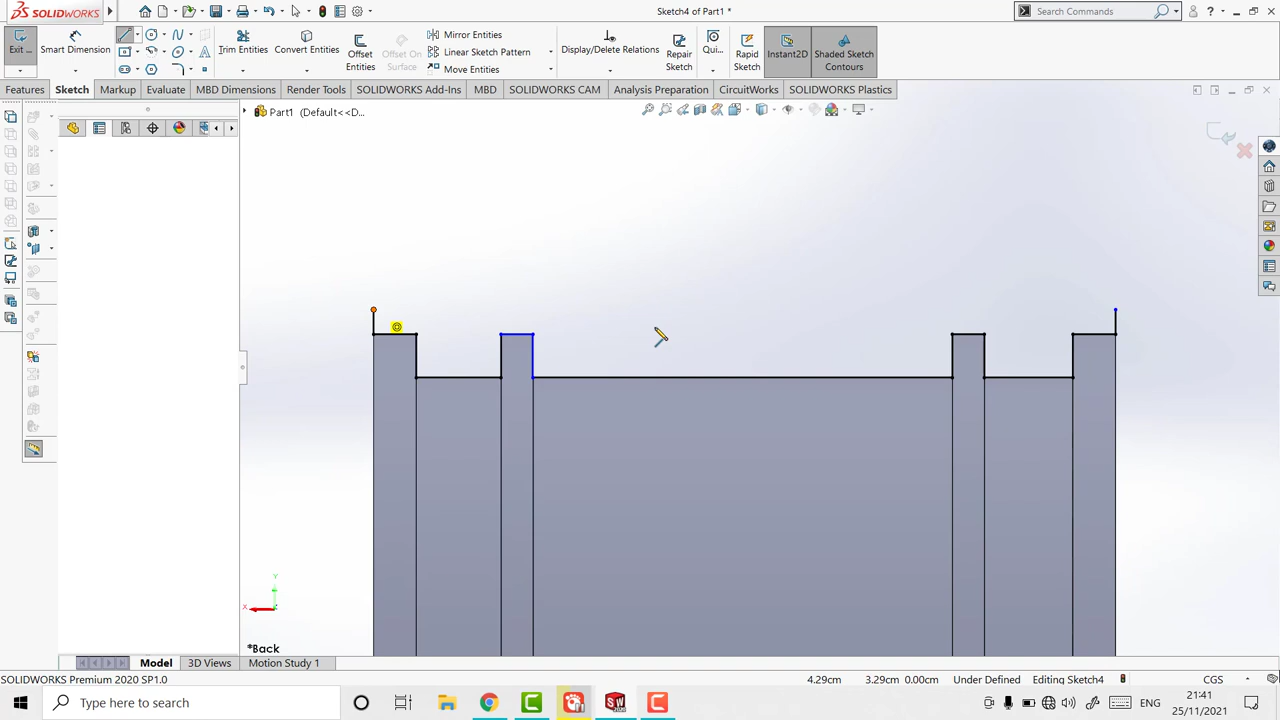 SOLIDWORKS
Sketch4 of Part1 *
Search Commands
Exit ...
Smart Dimension
Trim Entities
Convert Entities
Offset Entities
Offset On Surface
Mirror Entities
Linear Sketch Pattern
Move Entities
Display/Delete Relations
Repair Sketch
Qui...
Rapid Sketch
Instant2D
Shaded Sketch Contours
Features
Sketch
Markup
Evaluate
MBD Dimensions
Render Tools
SOLIDWORKS Add-Ins
MBD
SOLIDWORKS CAM
Analysis Preparation
CircuitWorks
SOLIDWORKS Plastics
Part1 (Default<<D...
Y
X
*Back
Model
3D Views
Motion Study 1
SOLIDWORKS Premium 2020 SP1.0
4.29cm
3.29cm 0.00cm
Under Defined
Editing Sketch4
CGS
Type here to search
ENG
21:41
25/11/2021